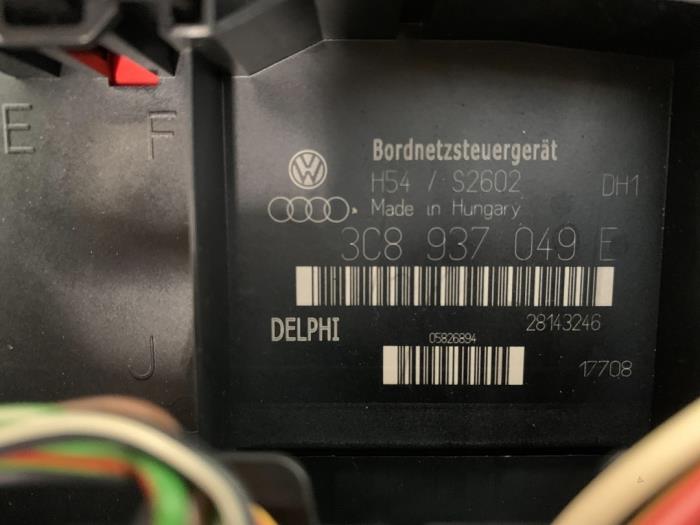 E F
Bordnetzsteuergerät
H54 / S2602 DH1
Made in Hungary
3C8 937 049 E
DELPHI 28143246
05826894
J
17708